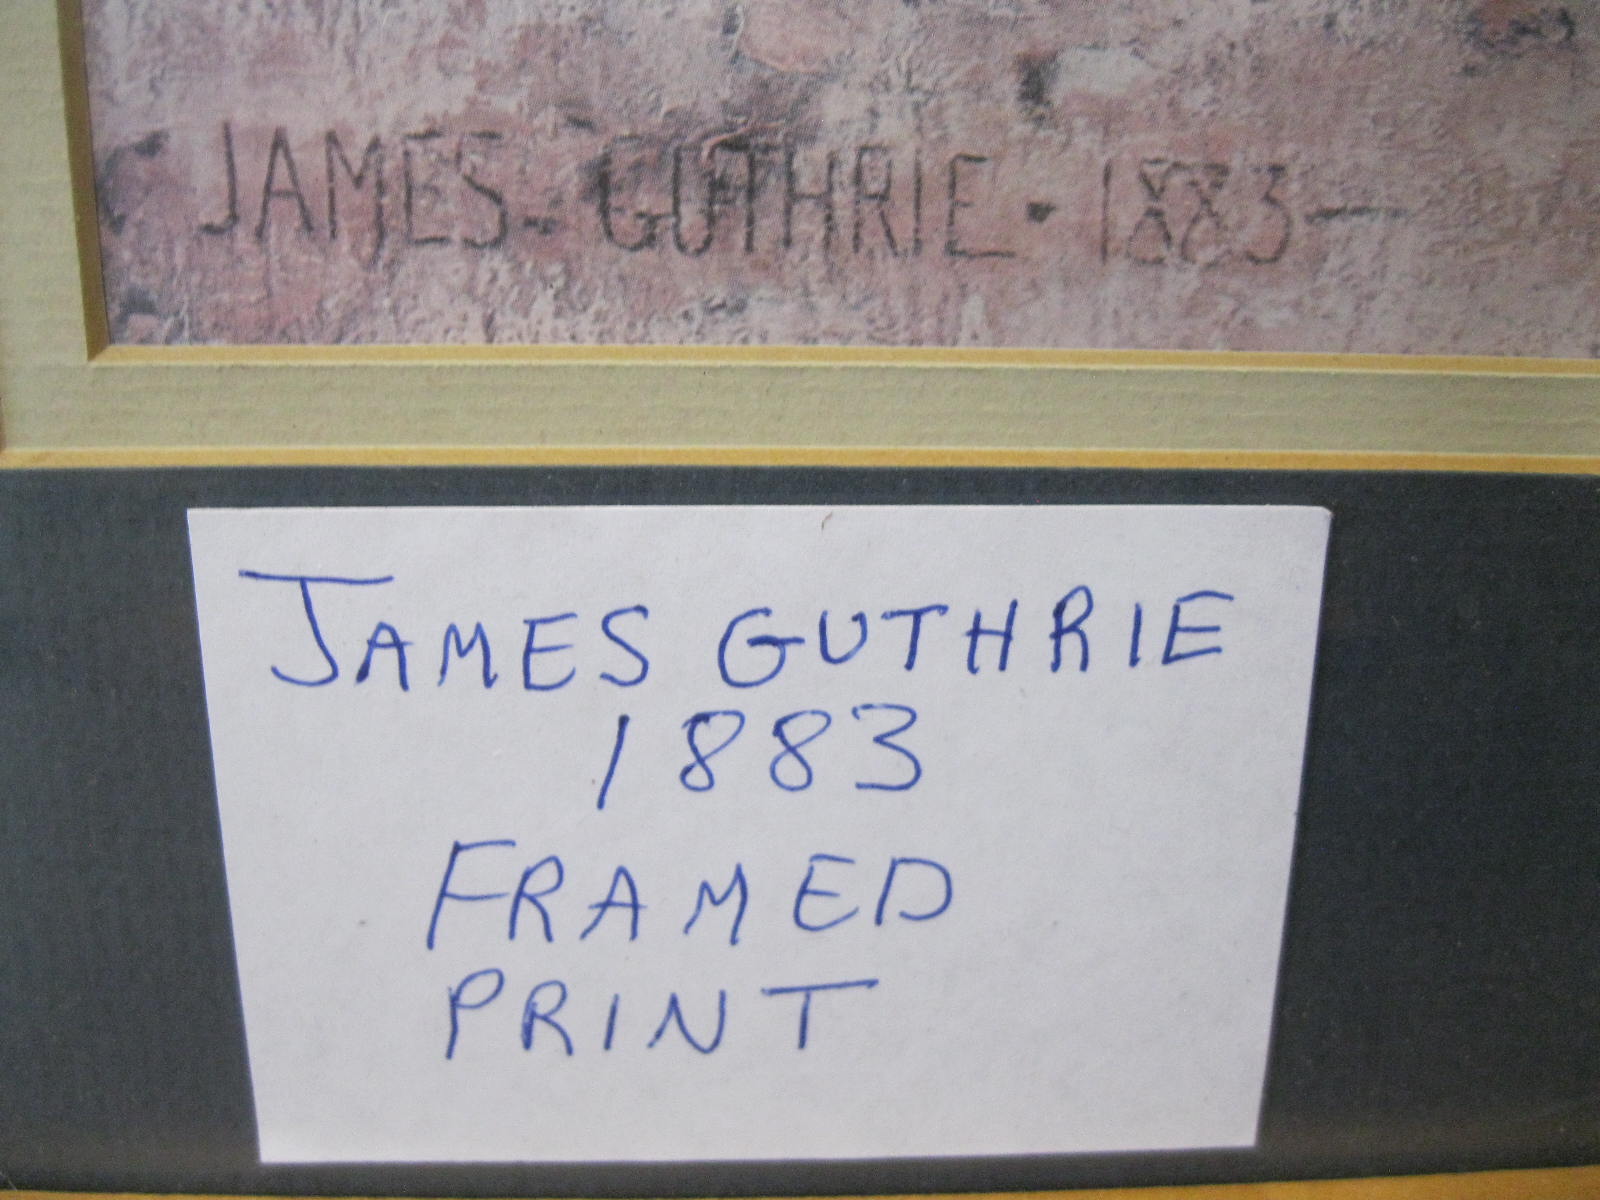 JAMES - GUTHRIE · 1883 —
JAMES GUTHRIE
1883
FRAMED
PRINT